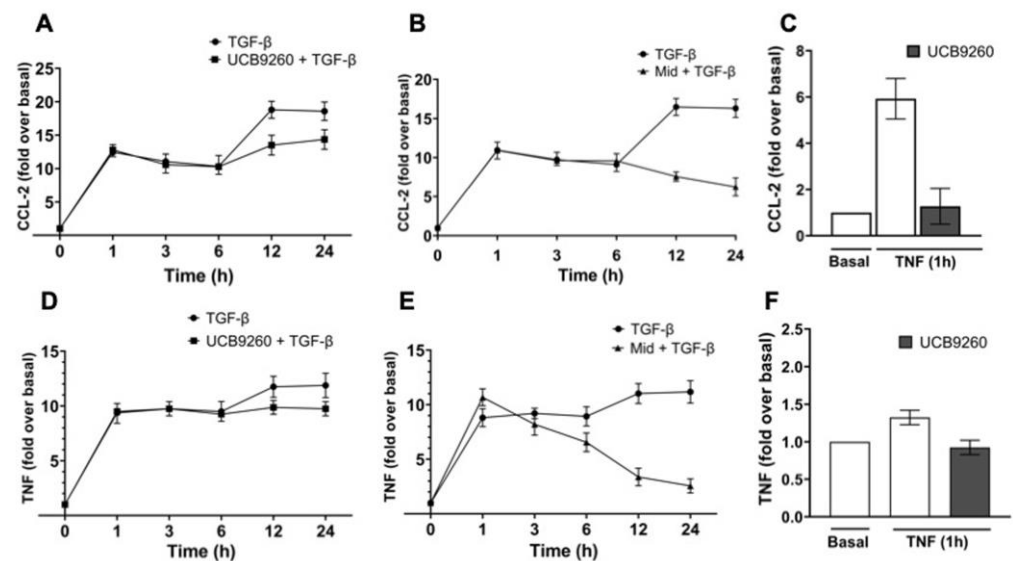 A
TGF-β
UCB9260 + TGF-β
CCL-2 (fold over basal)
25
20
15
10
5
0 1 3 6 12 24
Time (h)
B
TGF-β
Mid + TGF-β
CCL-2 (fold over basal)
20
15
10
5
0
0 1 3 6 12 24
Time (h)
C
UCB9260
CCL-2 (fold over basal)
8
6
4
2
0
Basal TNF (1h)
D
TGF-β
UCB9260 + TGF-β
TNF (fold over basal)
15
10
5
0 1 3 6 12 24
Time (h)
E
TGF-β
Mid + TGF-β
TNF (fold over basal)
15
10
5
0 1 3 6 12 24
Time (h)
F
UCB9260
TNF (fold over basal)
2.5
2.0
1.5
1.0
0.5
0.0
Basal TNF (1h)